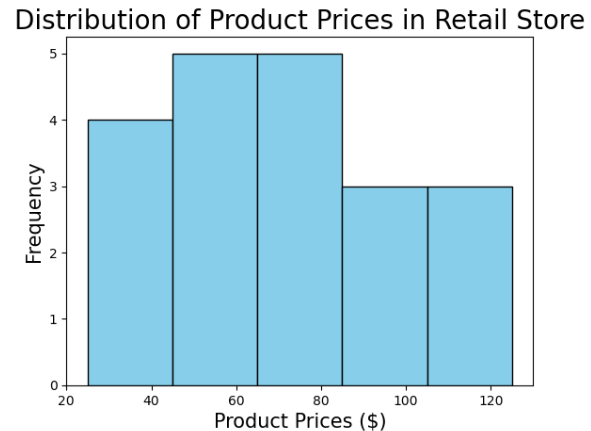 Distribution of Product Prices in Retail Store
5
4
3
2
1
0
Frequency
20 40 60 80 100 120
Product Prices ($)